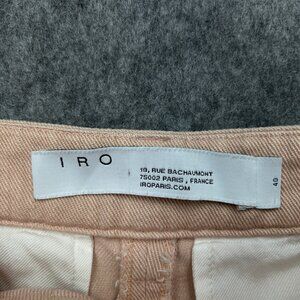 IRO
18, RUE BACHAUMONT
75002 PARIS, FRANCE
IROPARIS.COM
40